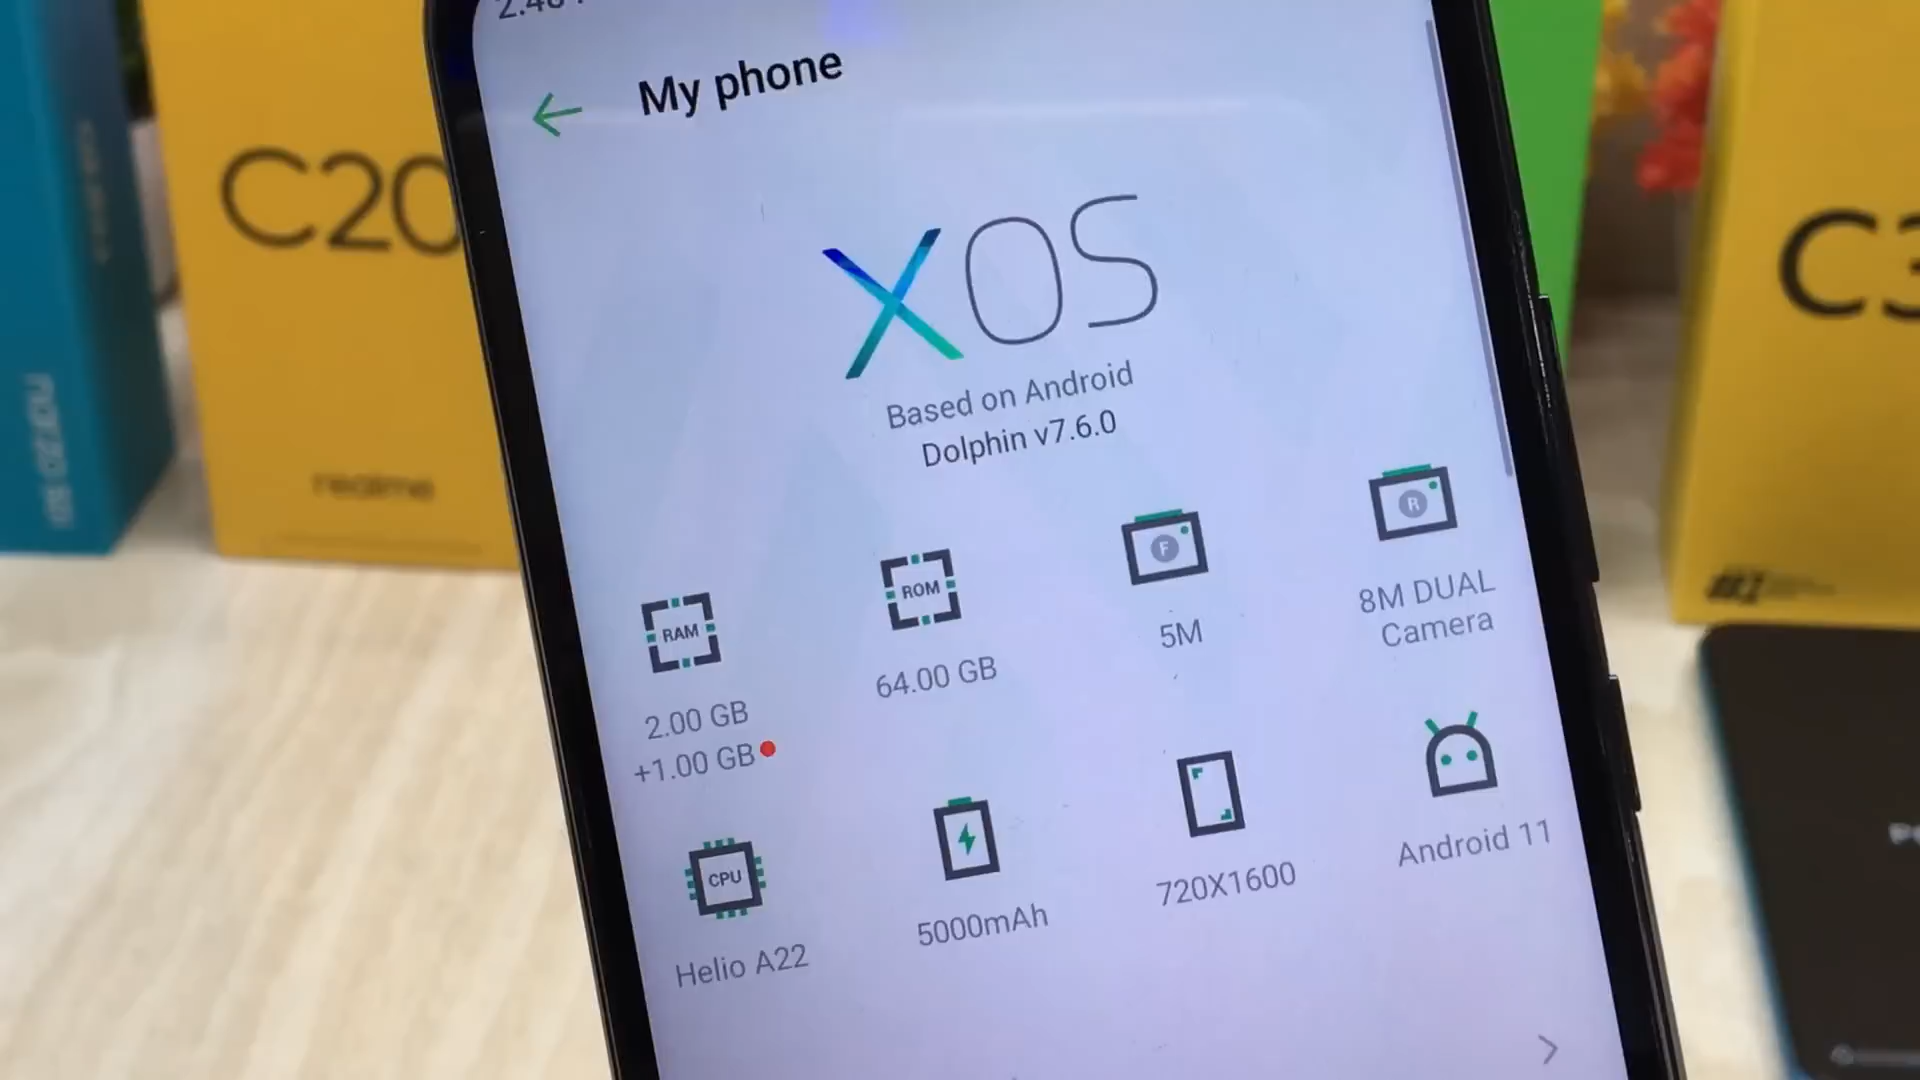 My phone
XOS
Based on Android
Dolphin v7.6.0
RAM
2.00 GB
+1.00 GB
ROM
64.00 GB
F
5M
R
8M DUAL
Camera
CPU
Helio A22
5000mAh
720X1600
Android 11
C20
realme